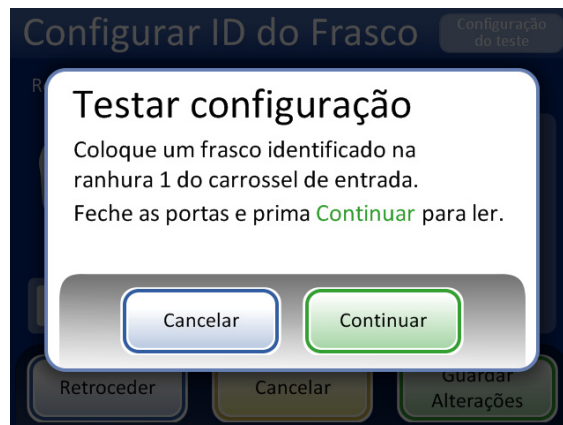 Configurar ID do Frasco
Configuração
do teste
R
Testar configuração
Coloque um frasco identificado na
ranhura 1 do carrossel de entrada.
Feche as portas e prima Continuar para ler.
Cancelar
Continuar
Retroceder
Cancelar
Guardar
Alterações